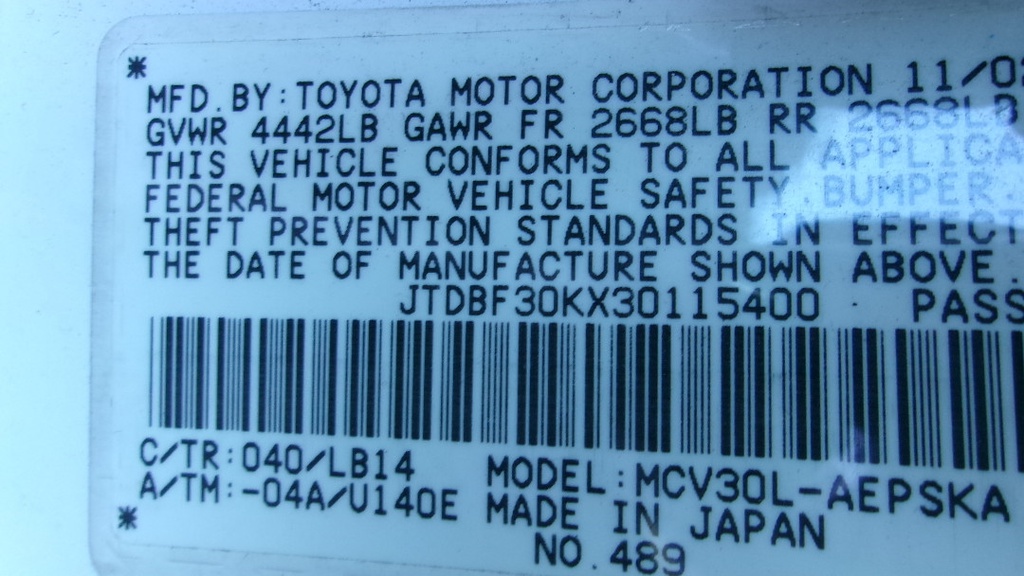 MFD. BY: TOYOTA MOTOR CORPORATION 11/02
GVWR 4442LB GAWR FR 2668LB RR 2668LB
THIS VEHICLE CONFORMS TO ALL APPLICA
FEDERAL MOTOR VEHICLE SAFETY, BUMPER,
THEFT PREVENTION STANDARDS IN EFFECT
THE DATE OF MANUFACTURE SHOWN ABOVE.
JTDBF30KX30115400 PASS
C/TR: 040/LB14 MODEL: MCV30L-AEPSKA
A/TM: -04A/U140E MADE IN JAPAN
NO. 489